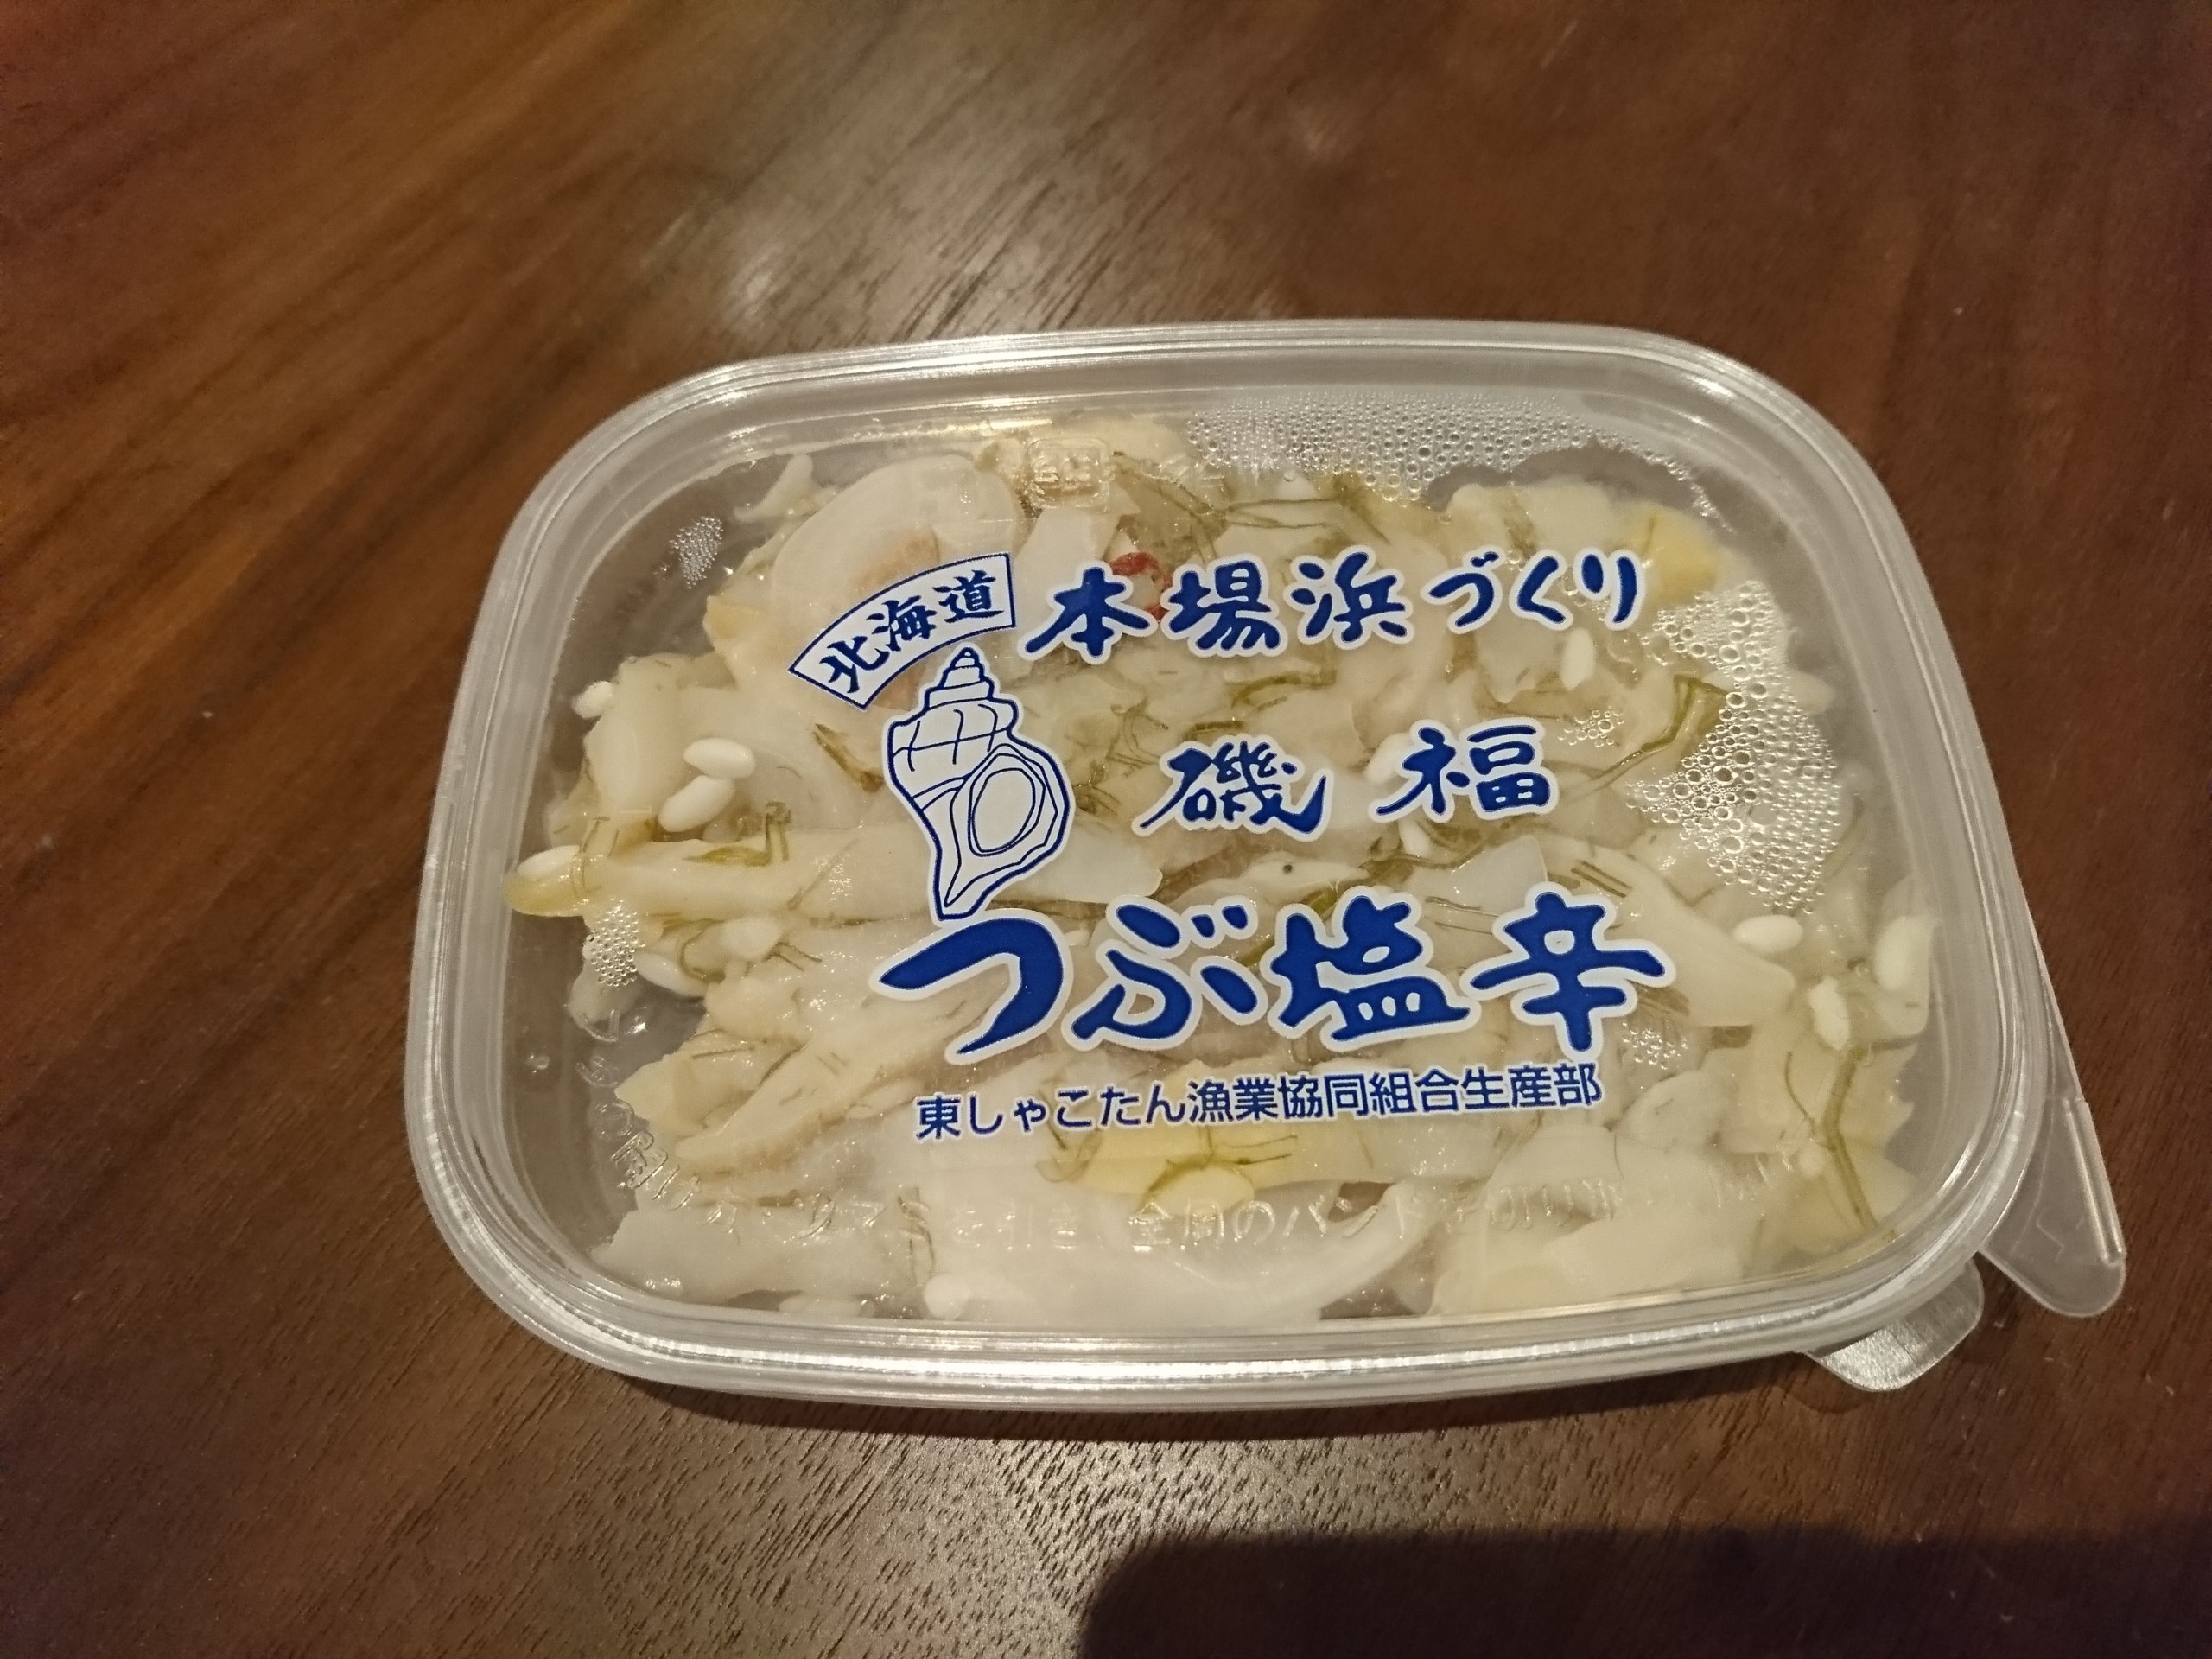 北海道
本場浜づくり
磯福
つぶ塩辛
東しゃこたん漁業協同組合生産部